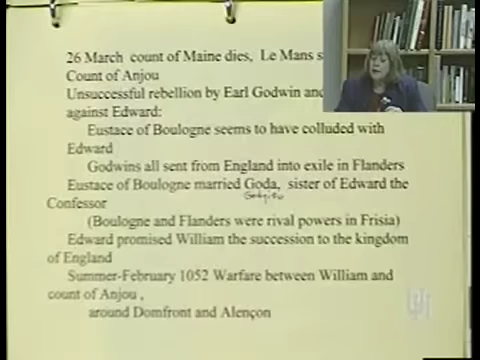 26 March count of Maine dies, Le Mans s
Count of Anjou
Unsuccessful rebellion by Earl Godwin and
against Edward:
Eustace of Boulogne seems to have colluded with
Edward
Godwins all sent from England into exile in Flanders
Eustace of Boulogne married Goda, sister of Edward the
Confessor
(Boulogne and Flanders were rival powers in Frisia)
Edward promised William the succession to the kingdom
of England
Summer-February 1052 Warfare between William and
count of Anjou ,
around Domfront and Alençon